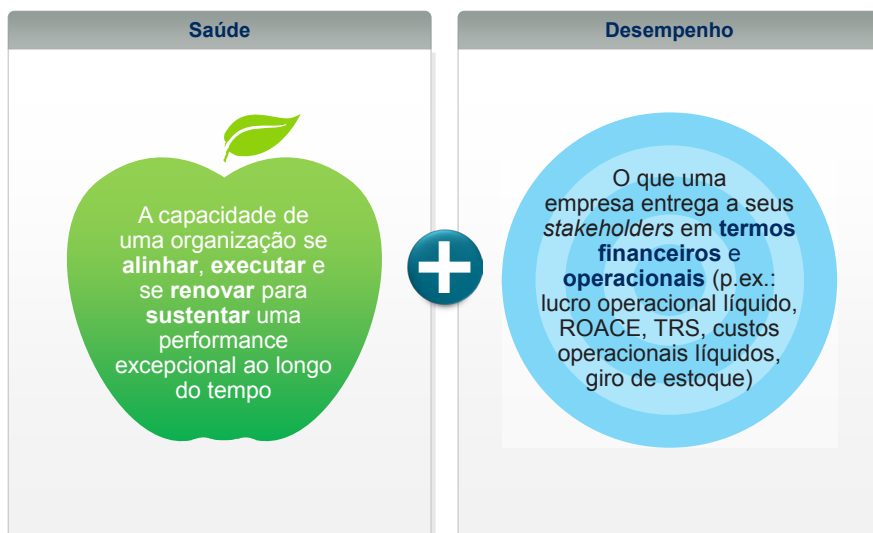 Saúde
A capacidade de
uma organização se
alinhar, executar e
se renovar para
sustentar uma
performance
excepcional ao longo
do tempo
Desempenho
O que uma
empresa entrega a seus
stakeholders em termos
financeiros e
operacionais (p.ex.:
lucro operacional líquido,
ROACE, TRS, custos
operacionais líquidos,
giro de estoque)